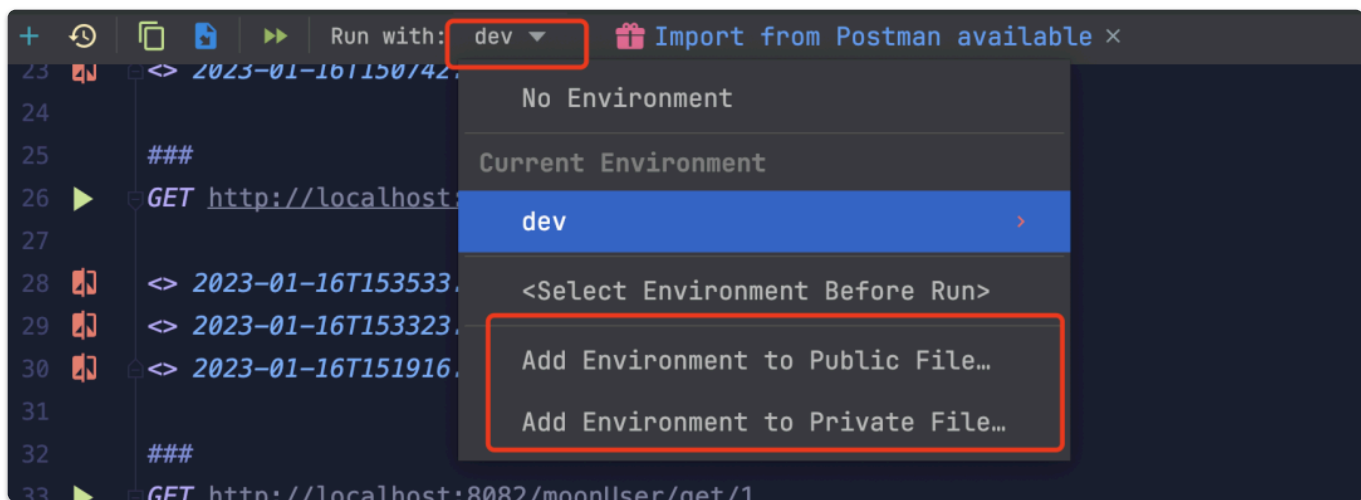 Run with: dev Import from Postman available ×
23 <> 2023-01-16T150742.
No Environment
24
25 ###
Current Environment
26 GET http://localhost:
dev
27
28 <> 2023-01-16T153533.
<Select Environment Before Run>
29 <> 2023-01-16T153323.
30 <> 2023-01-16T151916.
Add Environment to Public File…
31
Add Environment to Private File…
32 ###
33 GET http://localhost:8082/moonUser/get/1